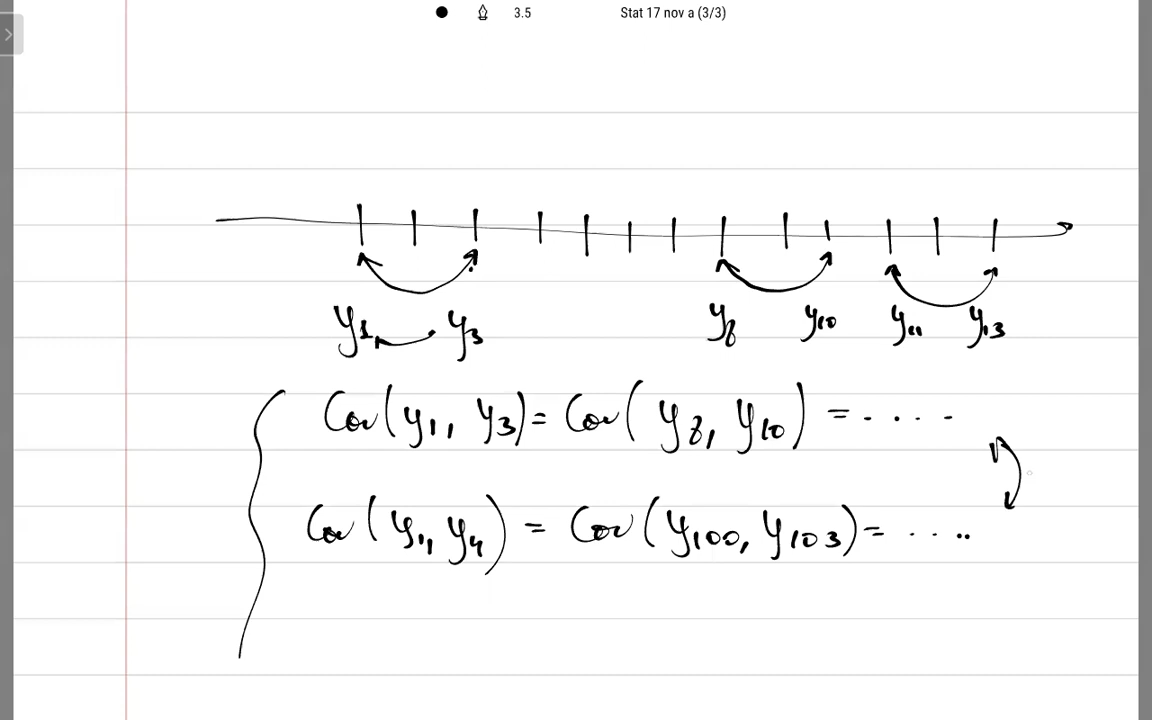 3.5 Stat 17 nov a (3/3)
y₁ y₃ y₈ y₁₀ y₁₁ y₁₃
Cov(y₁, y₃) = Cov(y₈, y₁₀) = ....
Cov(y₁, y₄) = Cov(y₁₀₀, y₁₀₃) = ....